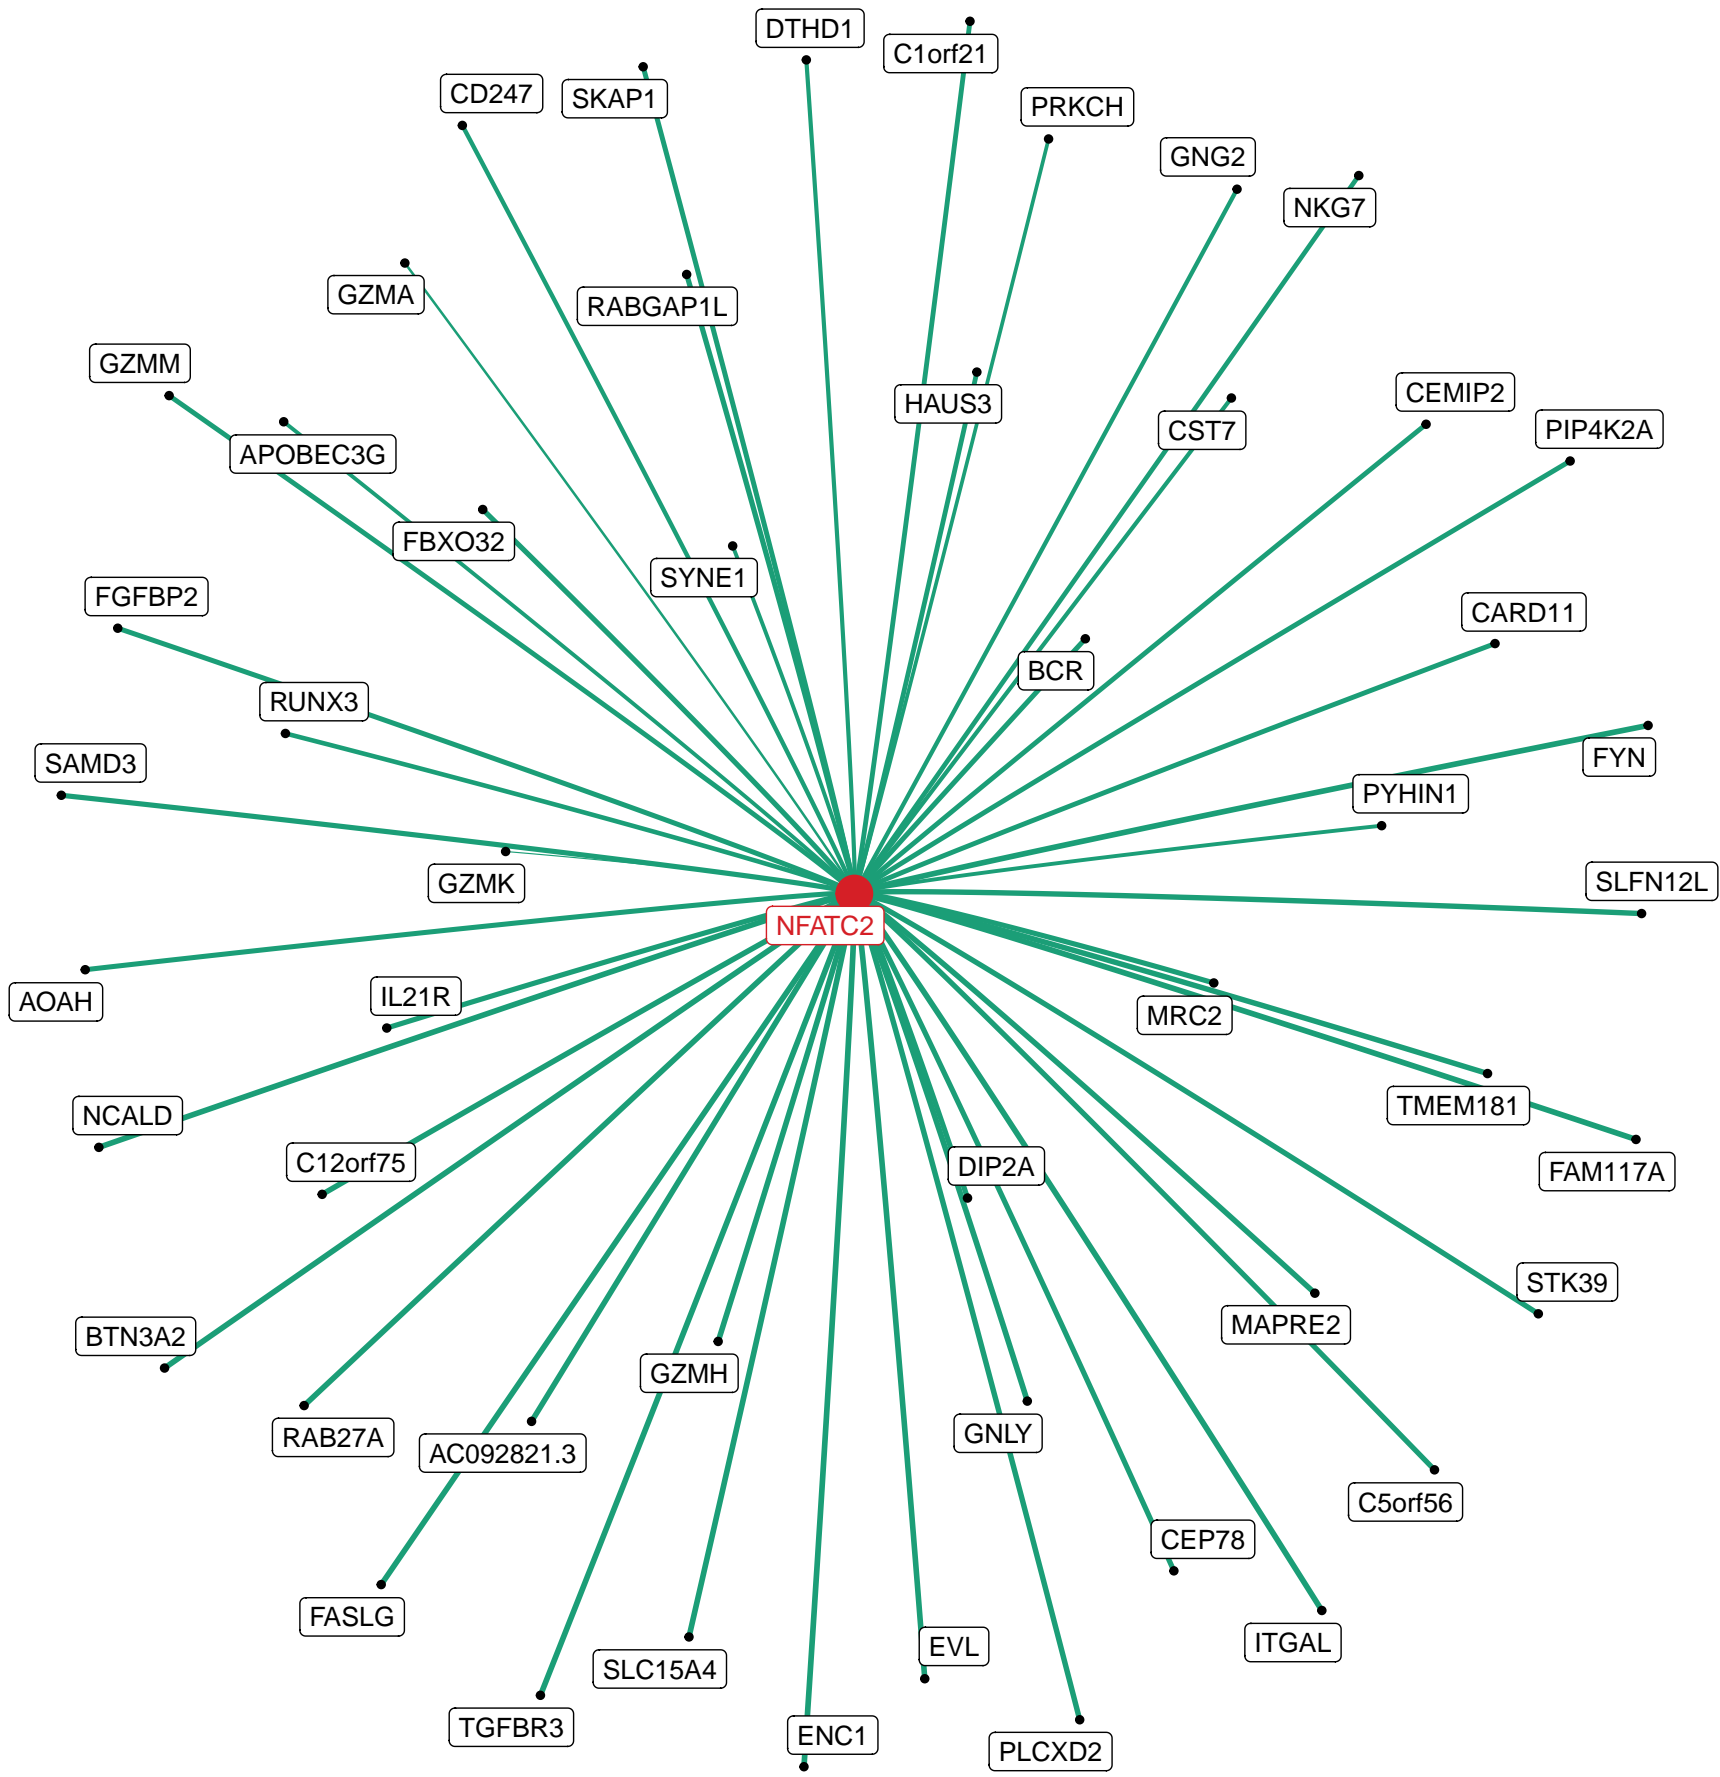 DTHD1
C1orf21
CD247
SKAP1
PRKCH
GNG2
NKG7
GZMA
RABGAP1L
GZMM
HAUS3
CEMIP2
CST7
PIP4K2A
APOBEC3G
FBXO32
SYNE1
FGFBP2
CARD11
BCR
RUNX3
FYN
SAMD3
PYHIN1
GZMK
SLFN12L
NFATC2
AOAH
IL21R
MRC2
NCALD
TMEM181
C12orf75
DIP2A
FAM117A
STK39
MAPRE2
BTN3A2
GZMH
RAB27A
GNLY
AC092821.3
C5orf56
CEP78
FASLG
ITGAL
EVL
SLC15A4
TGFBR3
ENC1
PLCXD2